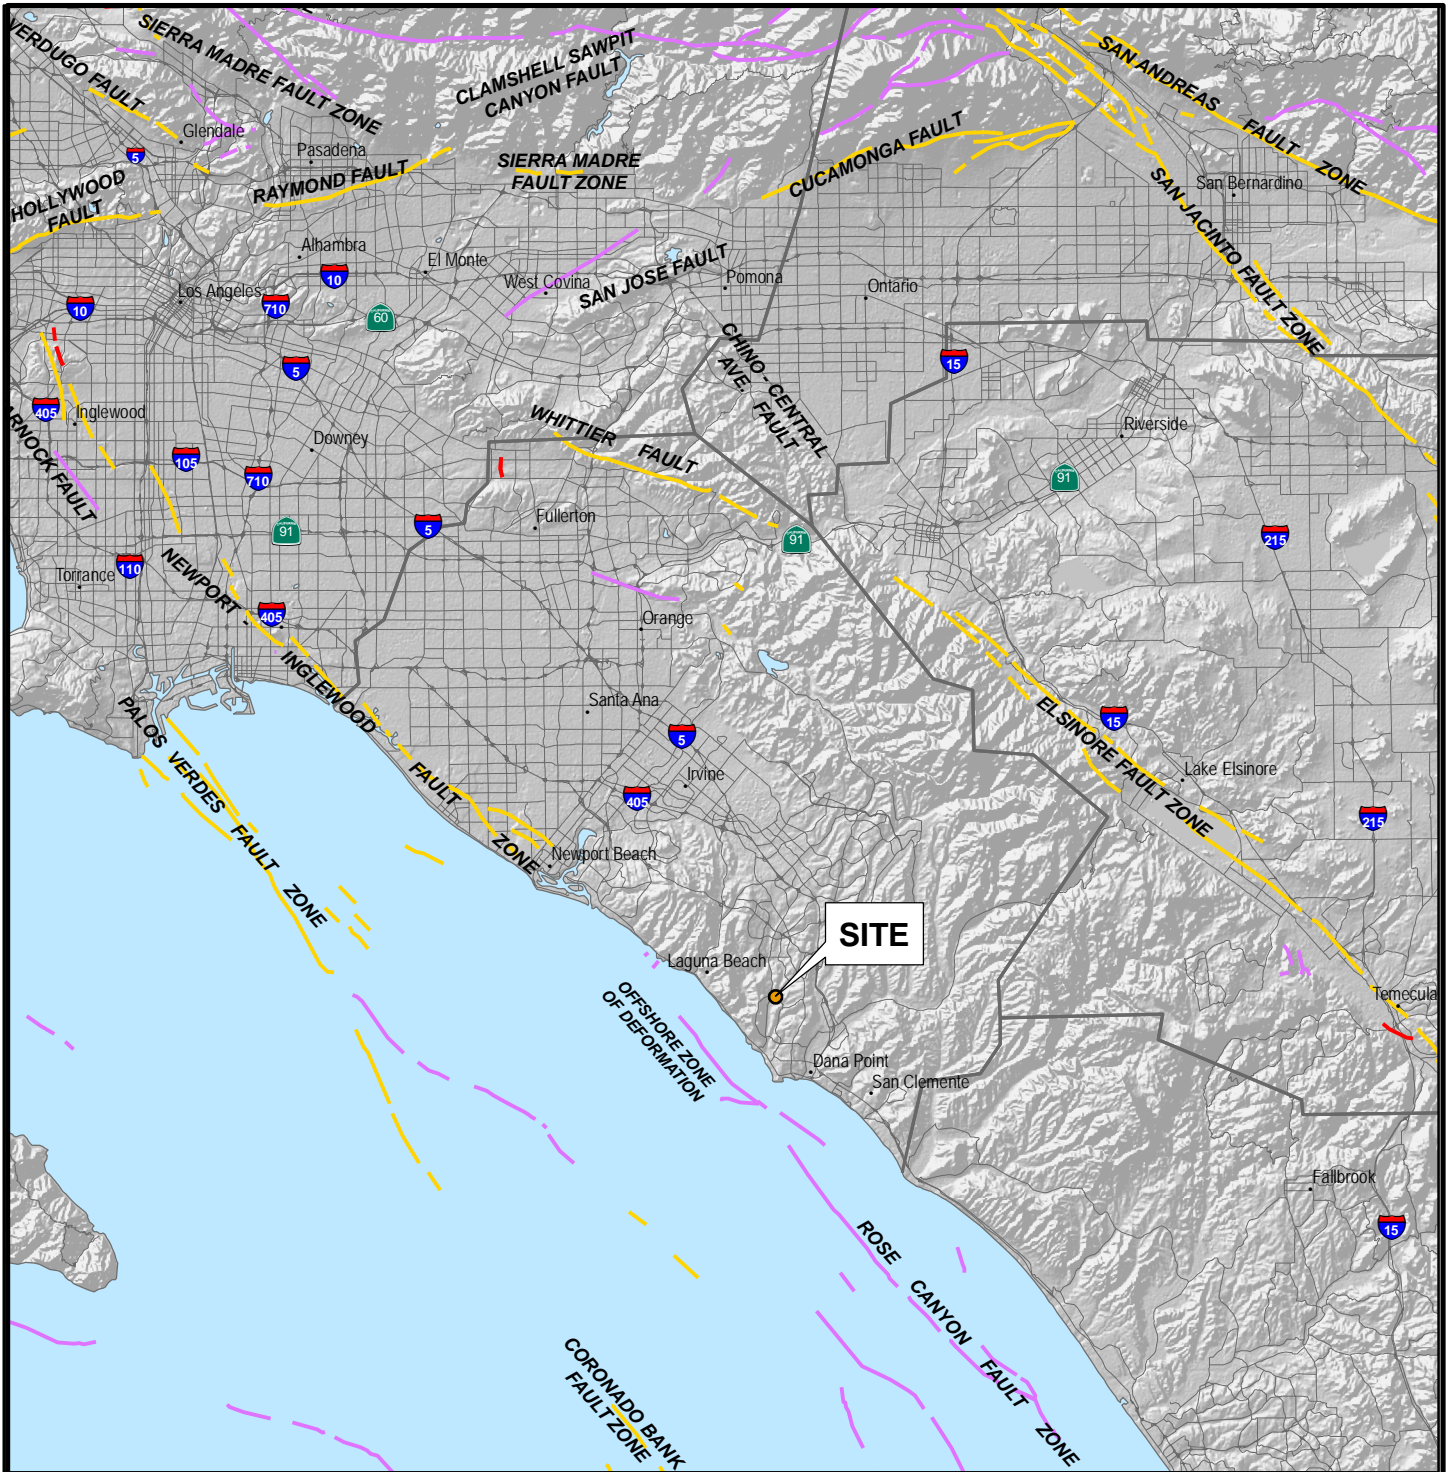 VERDUGO FAULT
SIERRA MADRE FAULT ZONE
CLAMSHELL SAWPIT
CANYON FAULT
SAN ANDREAS FAULT ZONE
Glendale
5
Pasadena
RAYMOND FAULT
SIERRA MADRE
FAULT ZONE
CUCAMONGA FAULT
HOLLYWOOD
FAULT
San Bernardino
SAN JACINTO FAULT ZONE
Alhambra
El Monte
10
West Covina
SAN JOSE FAULT
Pomona
Ontario
Los Angeles
10
710
CALIFORNIA
60
5
CHINO - CENTRAL
AVE. FAULT
15
405
Inglewood
Downey
WHITTIER FAULT
Riverside
ARNOCK FAULT
105
710
CALIFORNIA
91
CALIFORNIA
91
5
Fullerton
CALIFORNIA
91
215
Torrance
110
NEWPORT INGLEWOOD FAULT ZONE
405
Orange
Santa Ana
5
Irvine
405
PALOS VERDES FAULT ZONE
ELSINORE FAULT ZONE
15
Lake Elsinore
215
Newport Beach
SITE
Laguna Beach
OFFSHORE ZONE
OF DEFORMATION
Temecula
Dana Point
San Clemente
Fallbrook
15
ROSE CANYON FAULT ZONE
CORONADO BANK
FAULT ZONE